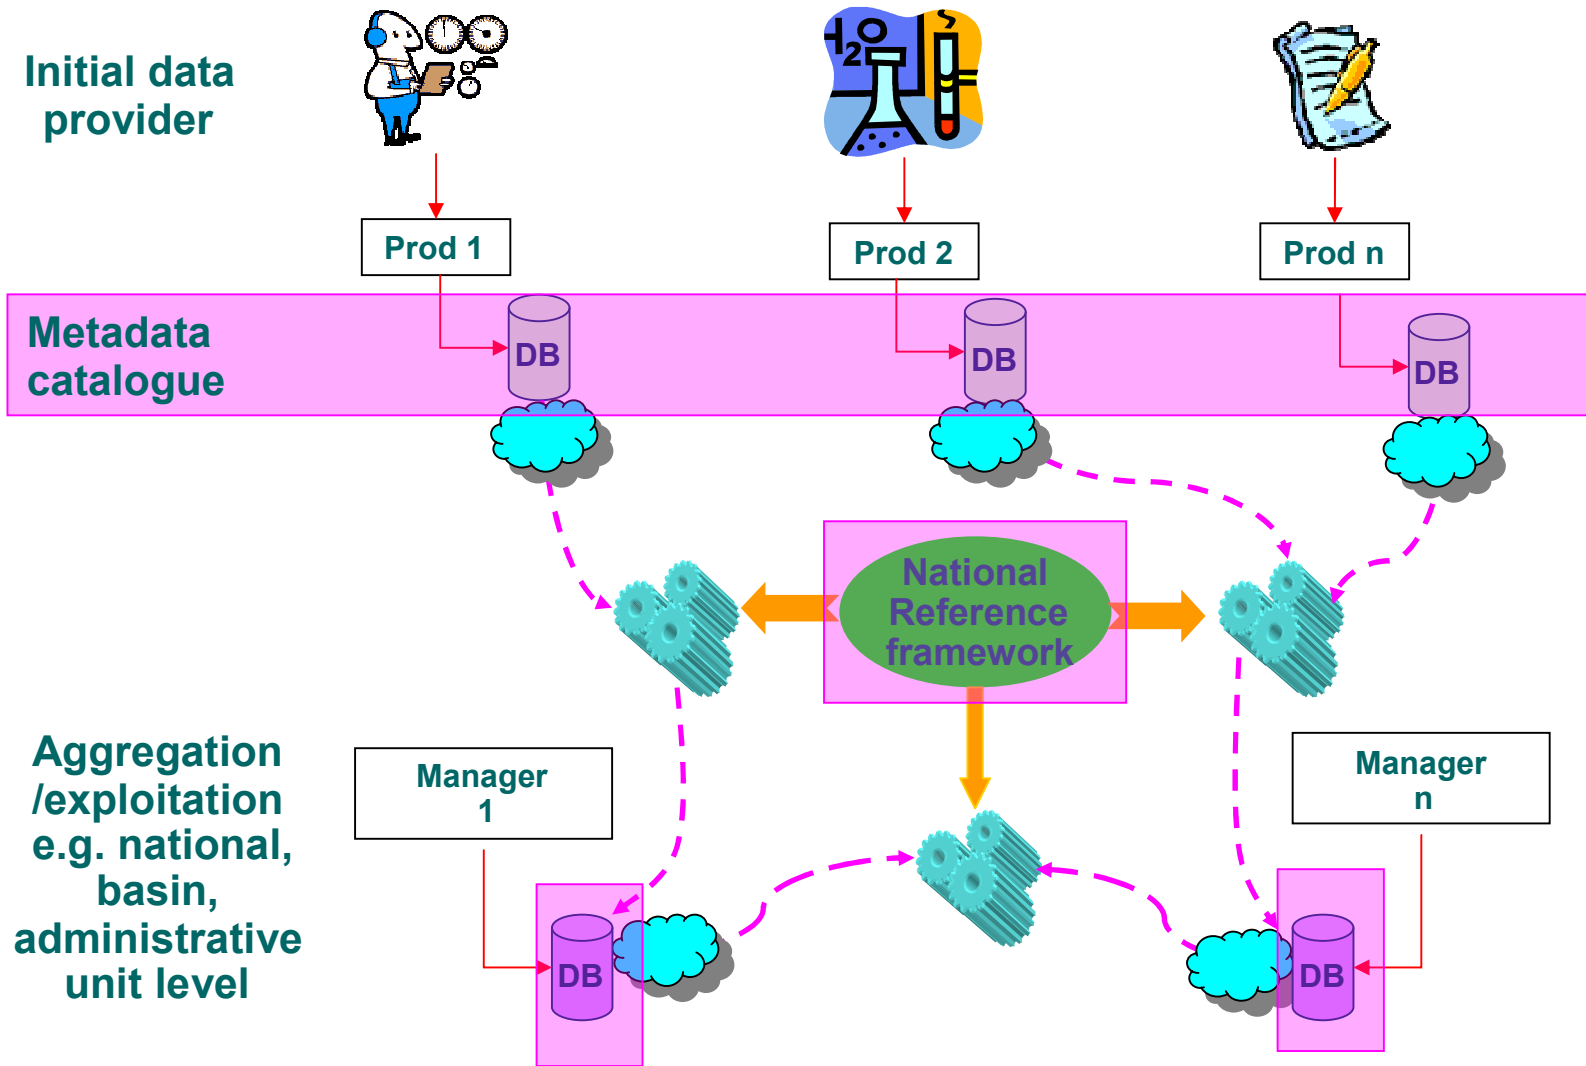 Initial data
provider
H₂O
Prod 1
Prod 2
Prod n
Metadata
catalogue
DB
DB
DB
National
Reference
framework
Aggregation
/exploitation
e.g. national,
basin,
administrative
unit level
Manager
1
Manager
n
DB
DB